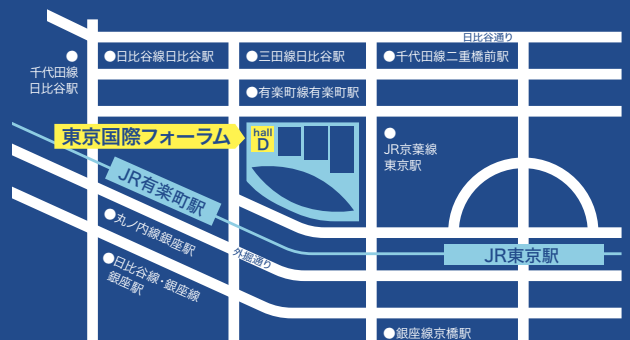 日比谷通り
千代田線
日比谷駅
日比谷線日比谷駅
三田線日比谷駅
千代田線二重橋前駅
有楽町線有楽町駅
東京国際フォーラム
hall
D
JR京葉線
東京駅
JR有楽町駅
丸ノ内線銀座駅
外堀通り
JR東京駅
日比谷線・銀座線
銀座駅
銀座線京橋駅